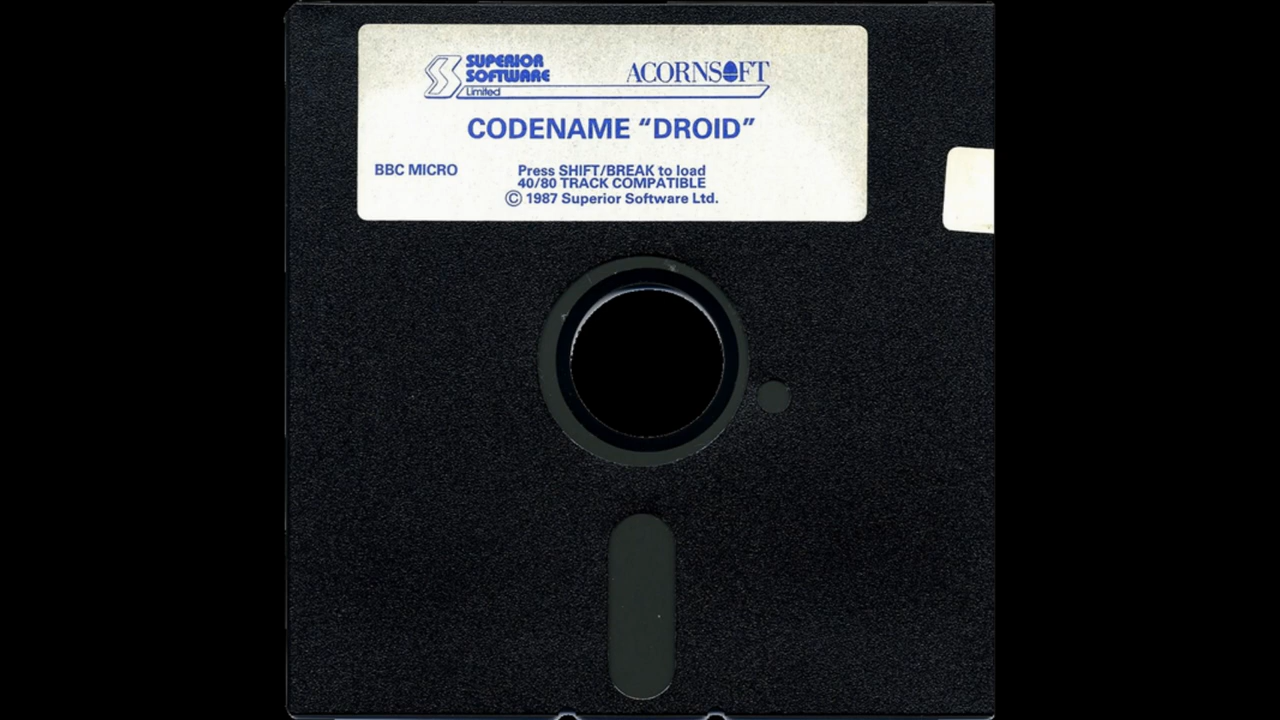 SUPERIOR
SOFTWARE
Limited
ACORNSOFT
CODENAME “DROID”
BBC MICRO
Press SHIFT/BREAK to load
40/80 TRACK COMPATIBLE
© 1987 Superior Software Ltd.